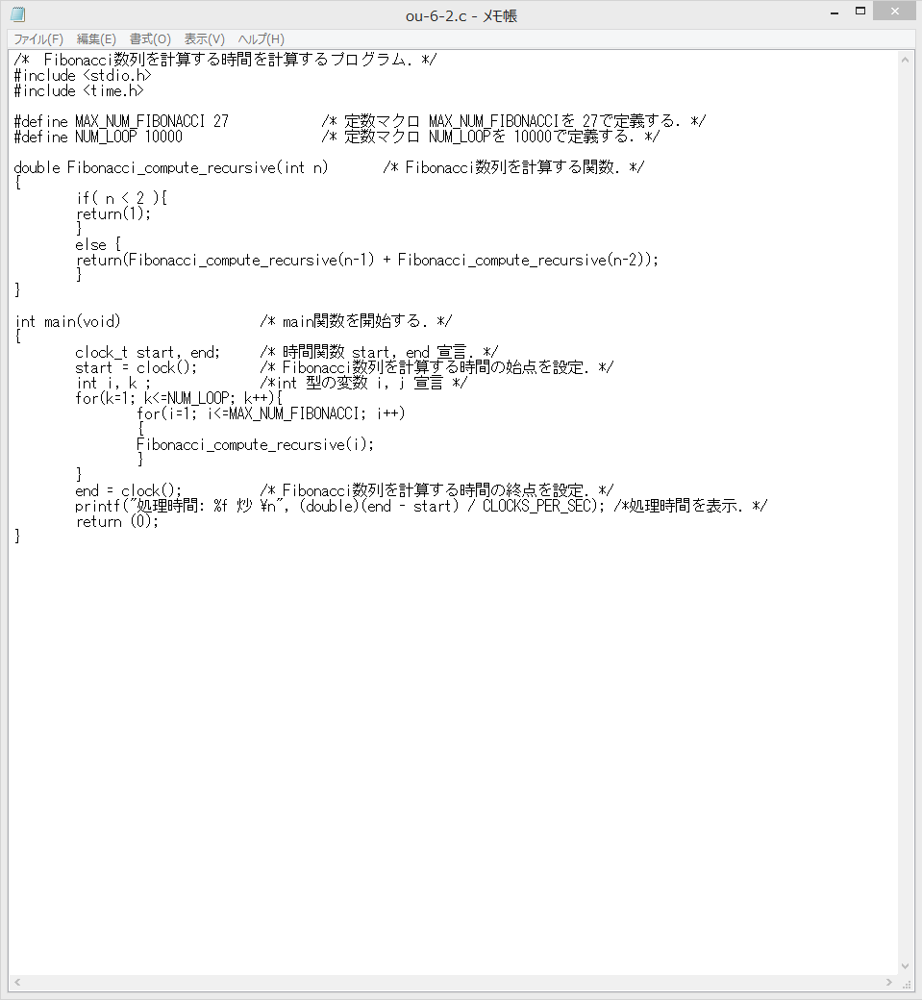 ou-6-2.c - メモ帳
ファイル(F) 編集(E) 書式(O) 表示(V) ヘルプ(H)
/* Fibonacci数列を計算する時間を計算するプログラム. */
#include <stdio.h>
#include <time.h>
#define MAX_NUM_FIBONACCI 27 /* 定数マクロ MAX_NUM_FIBONACCIを 27で定義する. */
#define NUM_LOOP 10000 /* 定数マクロ NUM_LOOPを 10000で定義する. */
double Fibonacci_compute_recursive(int n) /* Fibonacci数列を計算する関数. */
{
if( n < 2 ){
return(1);
}
else {
return(Fibonacci_compute_recursive(n-1) + Fibonacci_compute_recursive(n-2));
}
}
int main(void) /* main関数を開始する. */
{
clock_t start, end; /* 時間関数 start, end 宣言. */
start = clock(); /* Fibonacci数列を計算する時間の始点を設定. */
int i, k ; /*int 型の変数 i, j 宣言 */
for(k=1; k<=NUM_LOOP; k++){
for(i=1; i<=MAX_NUM_FIBONACCI; i++)
{
Fibonacci_compute_recursive(i);
}
}
end = clock(); /* Fibonacci数列を計算する時間の終点を設定. */
printf("処理時間: %f 炒 ¥n", (double)(end - start) / CLOCKS_PER_SEC); /*処理時間を表示. */
return (0);
}